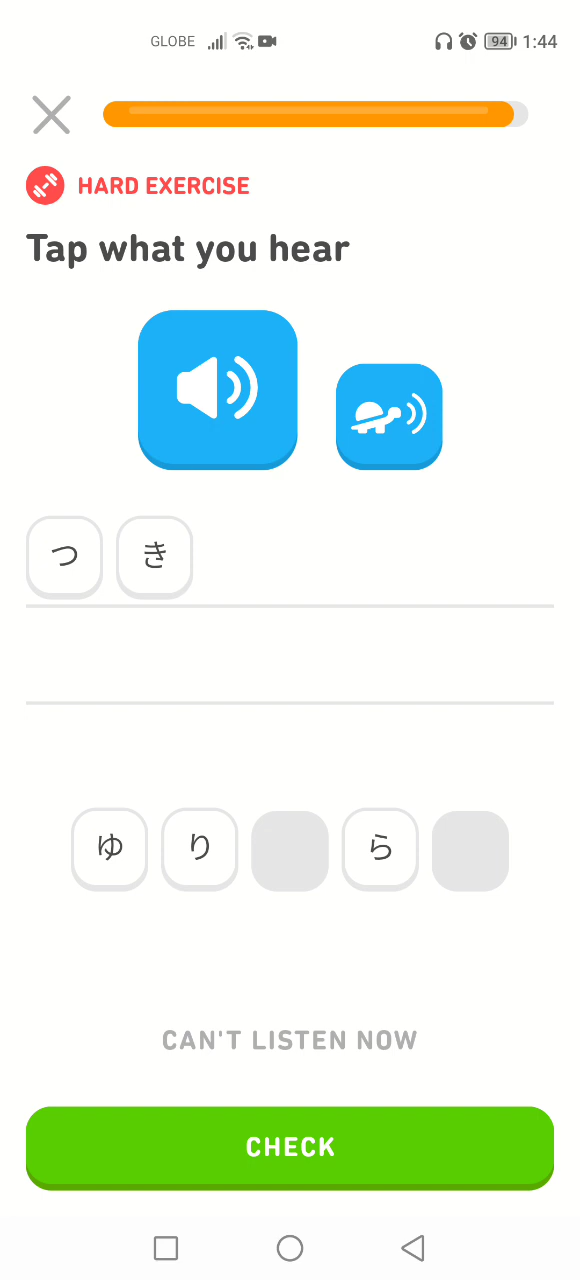 GLOBE 94 1:44
HARD EXERCISE
Tap what you hear
つ き
ゆ り ら
CAN'T LISTEN NOW
CHECK